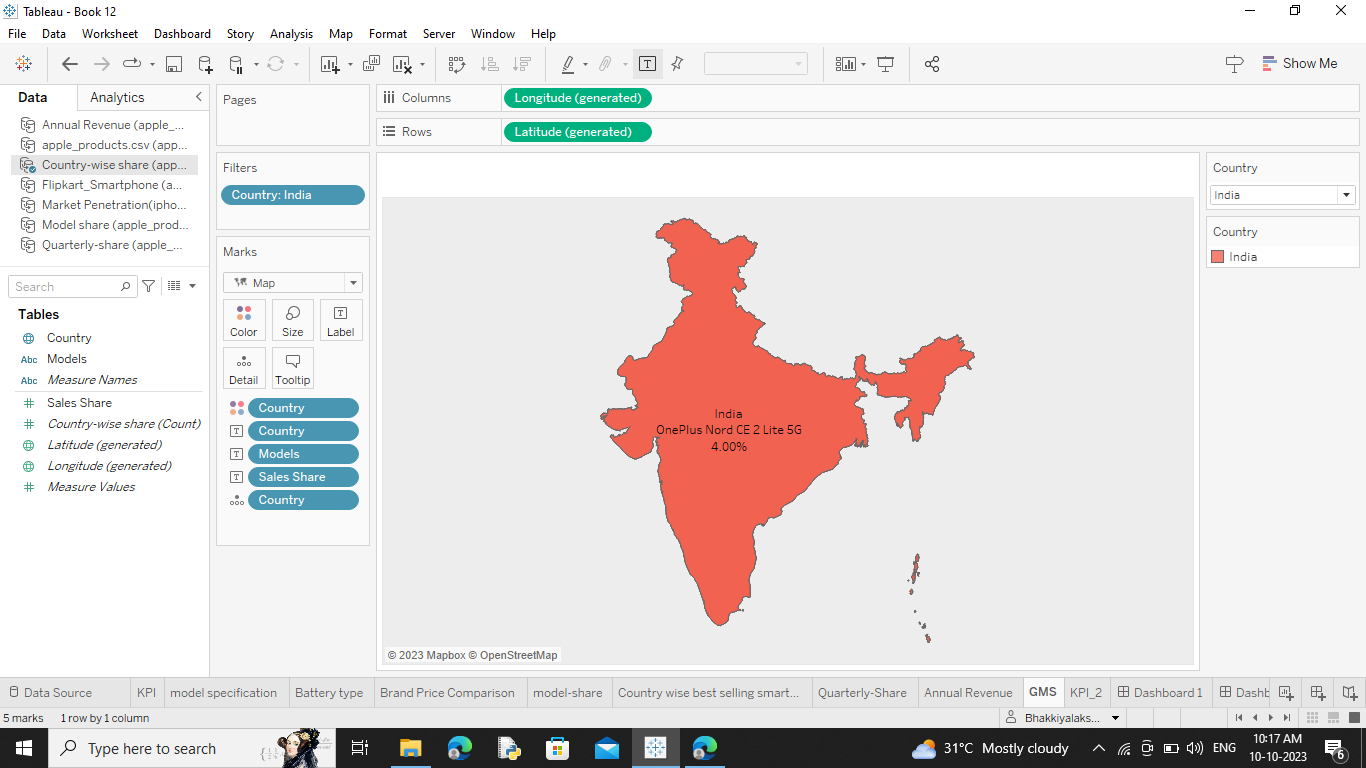 Tableau - Book 12
File Data Worksheet Dashboard Story Analysis Map Format Server Window Help
Show Me
Data Analytics
Annual Revenue (apple_...
apple_products.csv (app...
Country-wise share (app...
Flipkart_Smartphone (a...
Market Penetration(ipho...
Model share (apple_prod...
Quarterly-share (apple_...
Search
Tables
Country
Abc Models
Abc Measure Names
Sales Share
Country-wise share (Count)
Latitude (generated)
Longitude (generated)
Measure Values
Pages
Filters
Country: India
Marks
Map
Color Size Label
Detail Tooltip
Country
Country
Models
Sales Share
Country
Columns Longitude (generated)
Rows Latitude (generated)
India
OnePlus Nord CE 2 Lite 5G
4.00%
© 2023 Mapbox © OpenStreetMap
Country
India
Country
India
Data Source KPI model specification Battery type Brand Price Comparison model-share Country wise best selling smart... Quarterly-Share Annual Revenue GMS KPI_2 Dashboard 1 Dashb
5 marks 1 row by 1 column Bhakkiyalaks...
Type here to search 31°C Mostly cloudy ENG 10:17 AM
10-10-2023 6